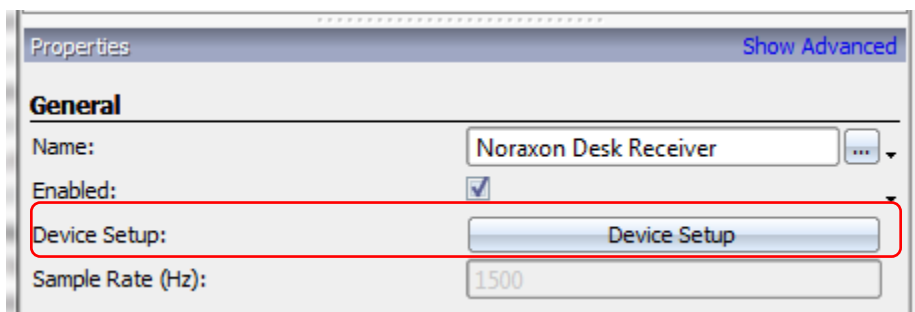 Properties Show Advanced
General
Name: Noraxon Desk Receiver ...
Enabled:
Device Setup: Device Setup
Sample Rate (Hz): 1500